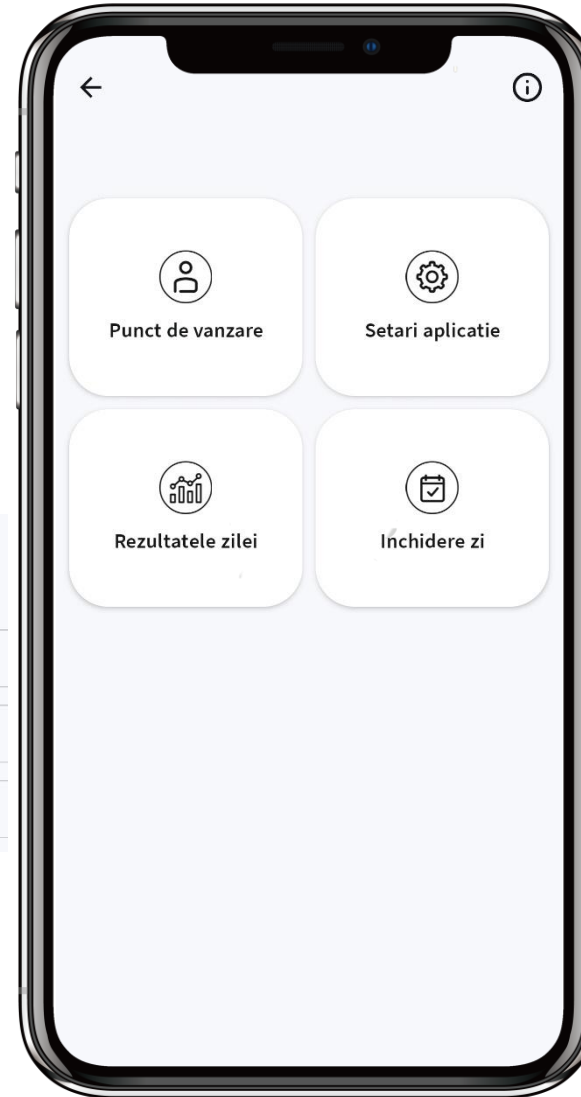 Punct de vanzare
Setari aplicatie
Rezultatele zilei
Inchidere zi